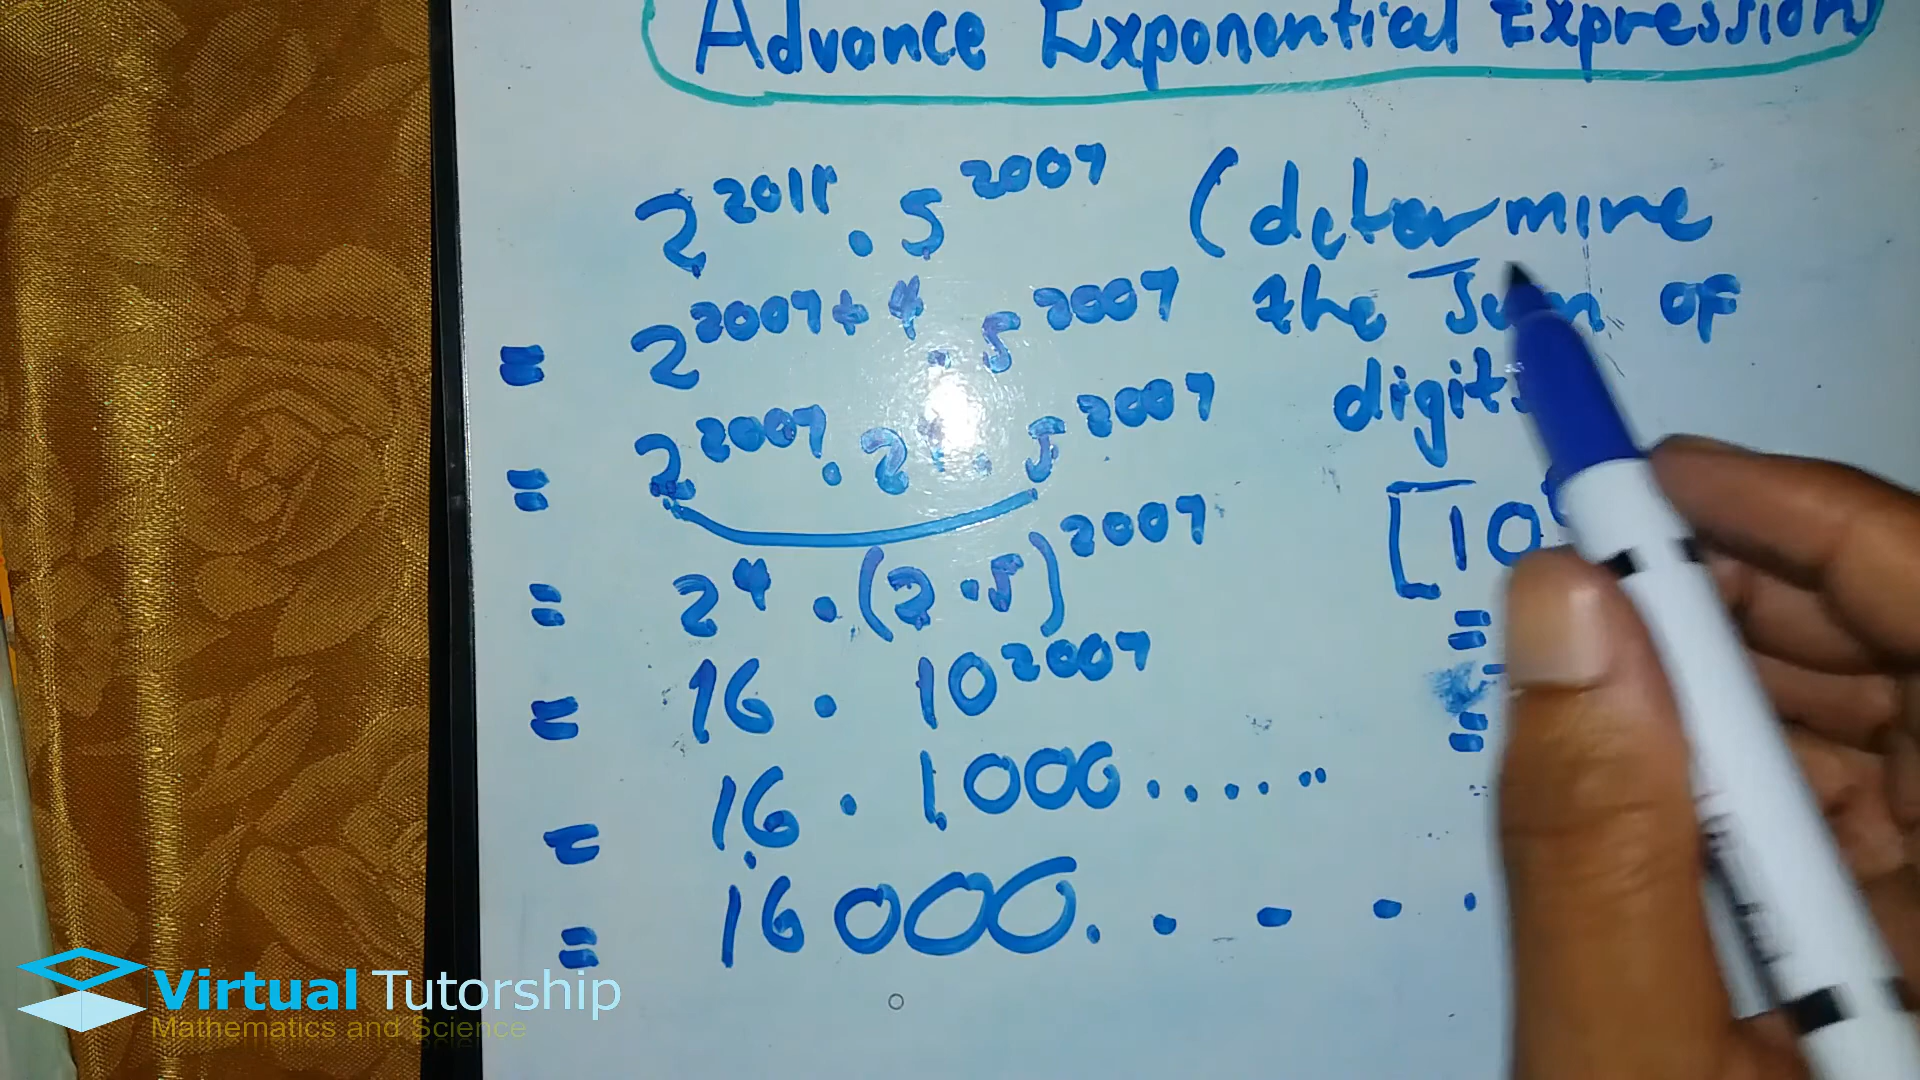 Advance Exponential Expression
2^2011 · 5^2007 (determine
the Sum of
digits
= 2^2007+4 · 5^2007
= 2^2007 · 2^4 · 5^2007
= 2^4 · (2·5)^2007
[10
= 16 · 10^2007
=
= 16 · 1000.......
=
= 16000. . - . .
Virtual Tutorship
Mathematics and Science